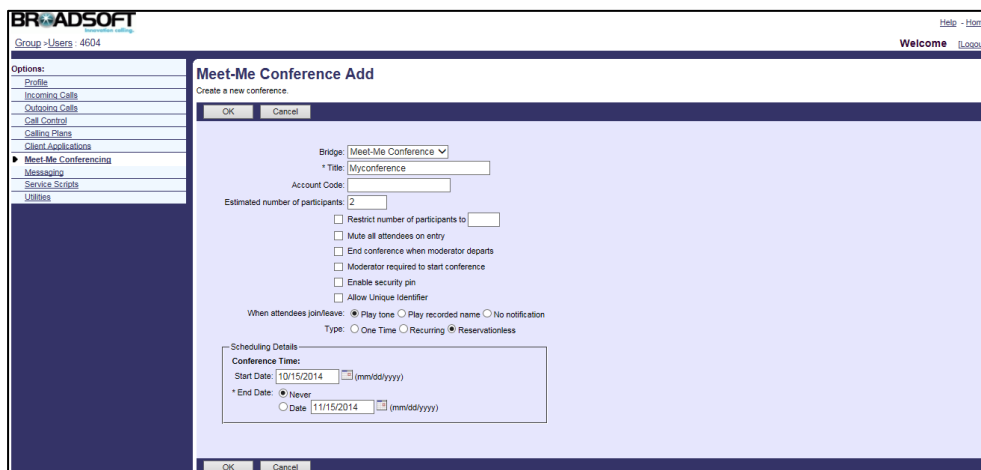 BROADSOFT
innovation calling.
Help - Hom
Group >Users : 4604
Welcome [Logou
Options:
Profile
Incoming Calls
Outgoing Calls
Call Control
Calling Plans
Client Applications
Meet-Me Conferencing
Messaging
Service Scripts
Utilities
Meet-Me Conference Add
Create a new conference.
OK Cancel
Bridge: Meet-Me Conference
* Title: Myconference
Account Code:
Estimated number of participants: 2
Restrict number of participants to
Mute all attendees on entry
End conference when moderator departs
Moderator required to start conference
Enable security pin
Allow Unique Identifier
When attendees join/leave: Play tone Play recorded name No notification
Type: One Time Recurring Reservationless
Scheduling Details
Conference Time:
Start Date: 10/15/2014 (mm/dd/yyyy)
* End Date: Never
Date 11/15/2014 (mm/dd/yyyy)
OK Cancel